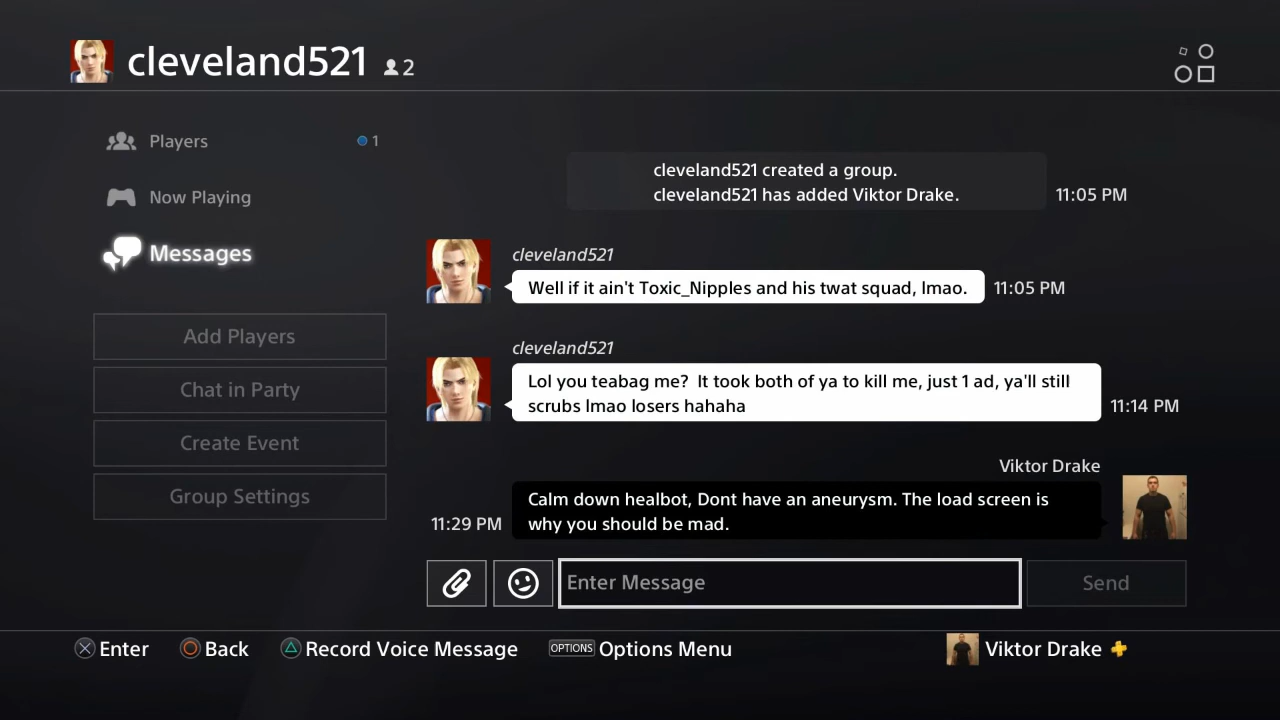 cleveland521 2
Players 1
Now Playing
Messages
Add Players
Chat in Party
Create Event
Group Settings
cleveland521 created a group.
cleveland521 has added Viktor Drake. 11:05 PM
cleveland521
Well if it ain't Toxic_Nipples and his twat squad, lmao. 11:05 PM
cleveland521
Lol you teabag me?  It took both of ya to kill me, just 1 ad, ya'll still
scrubs lmao losers hahaha 11:14 PM
Viktor Drake
Calm down healbot, Dont have an aneurysm. The load screen is
11:29 PM why you should be mad.
Enter Message Send
Enter Back Record Voice Message OPTIONS Options Menu Viktor Drake